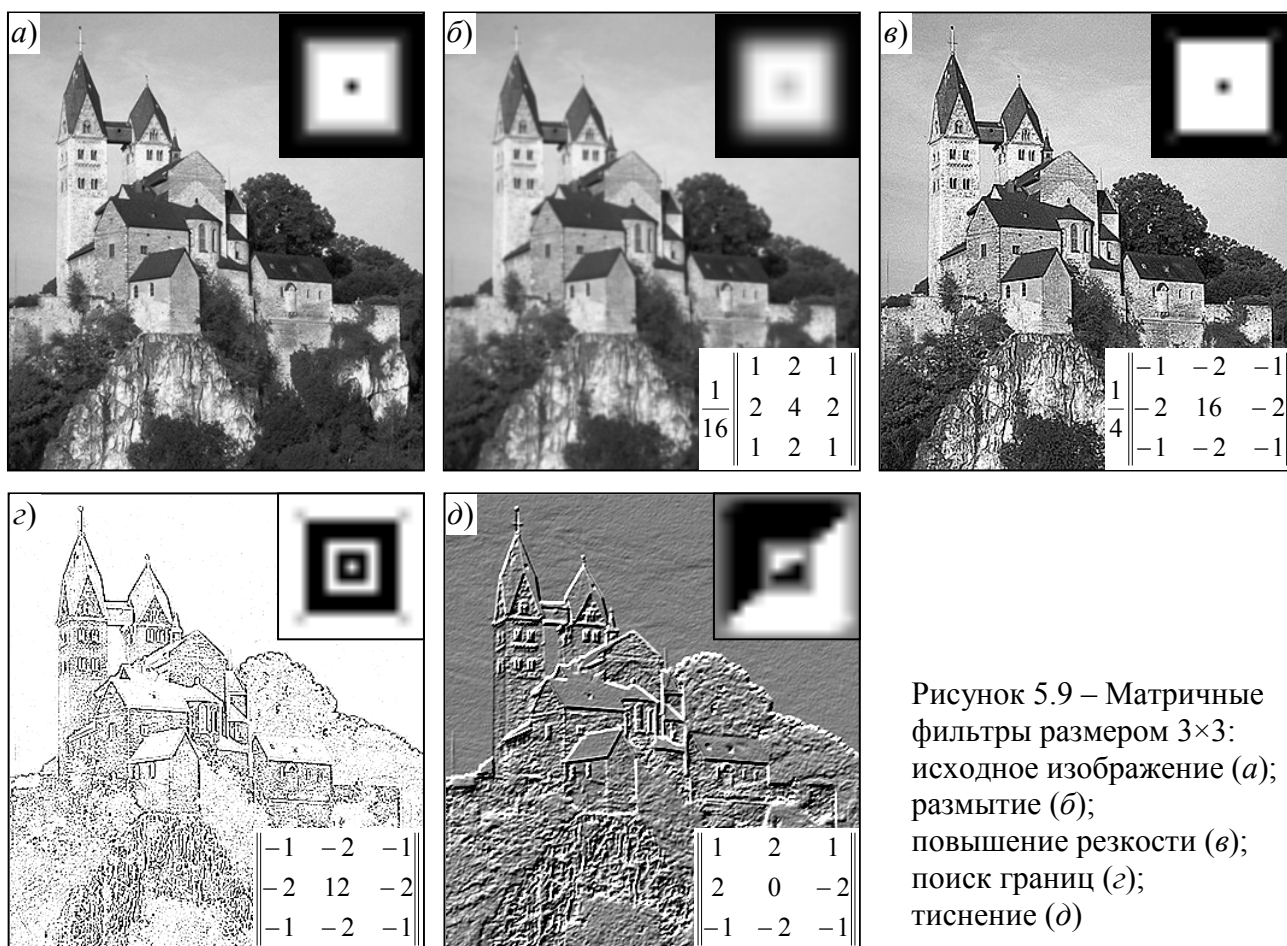 а)
б)
1/16 ‖1 2 1‖
‖2 4 2‖
‖1 2 1‖
в)
1/4 ‖−1 −2 −1‖
‖−2 16 −2‖
‖−1 −2 −1‖
г)
‖−1 −2 −1‖
‖−2 12 −2‖
‖−1 −2 −1‖
д)
‖1 2 1‖
‖2 0 −2‖
‖−1 −2 −1‖
Рисунок 5.9 – Матричные
фильтры размером 3×3:
исходное изображение (а);
размытие (б);
повышение резкости (в);
поиск границ (г);
тиснение (д)